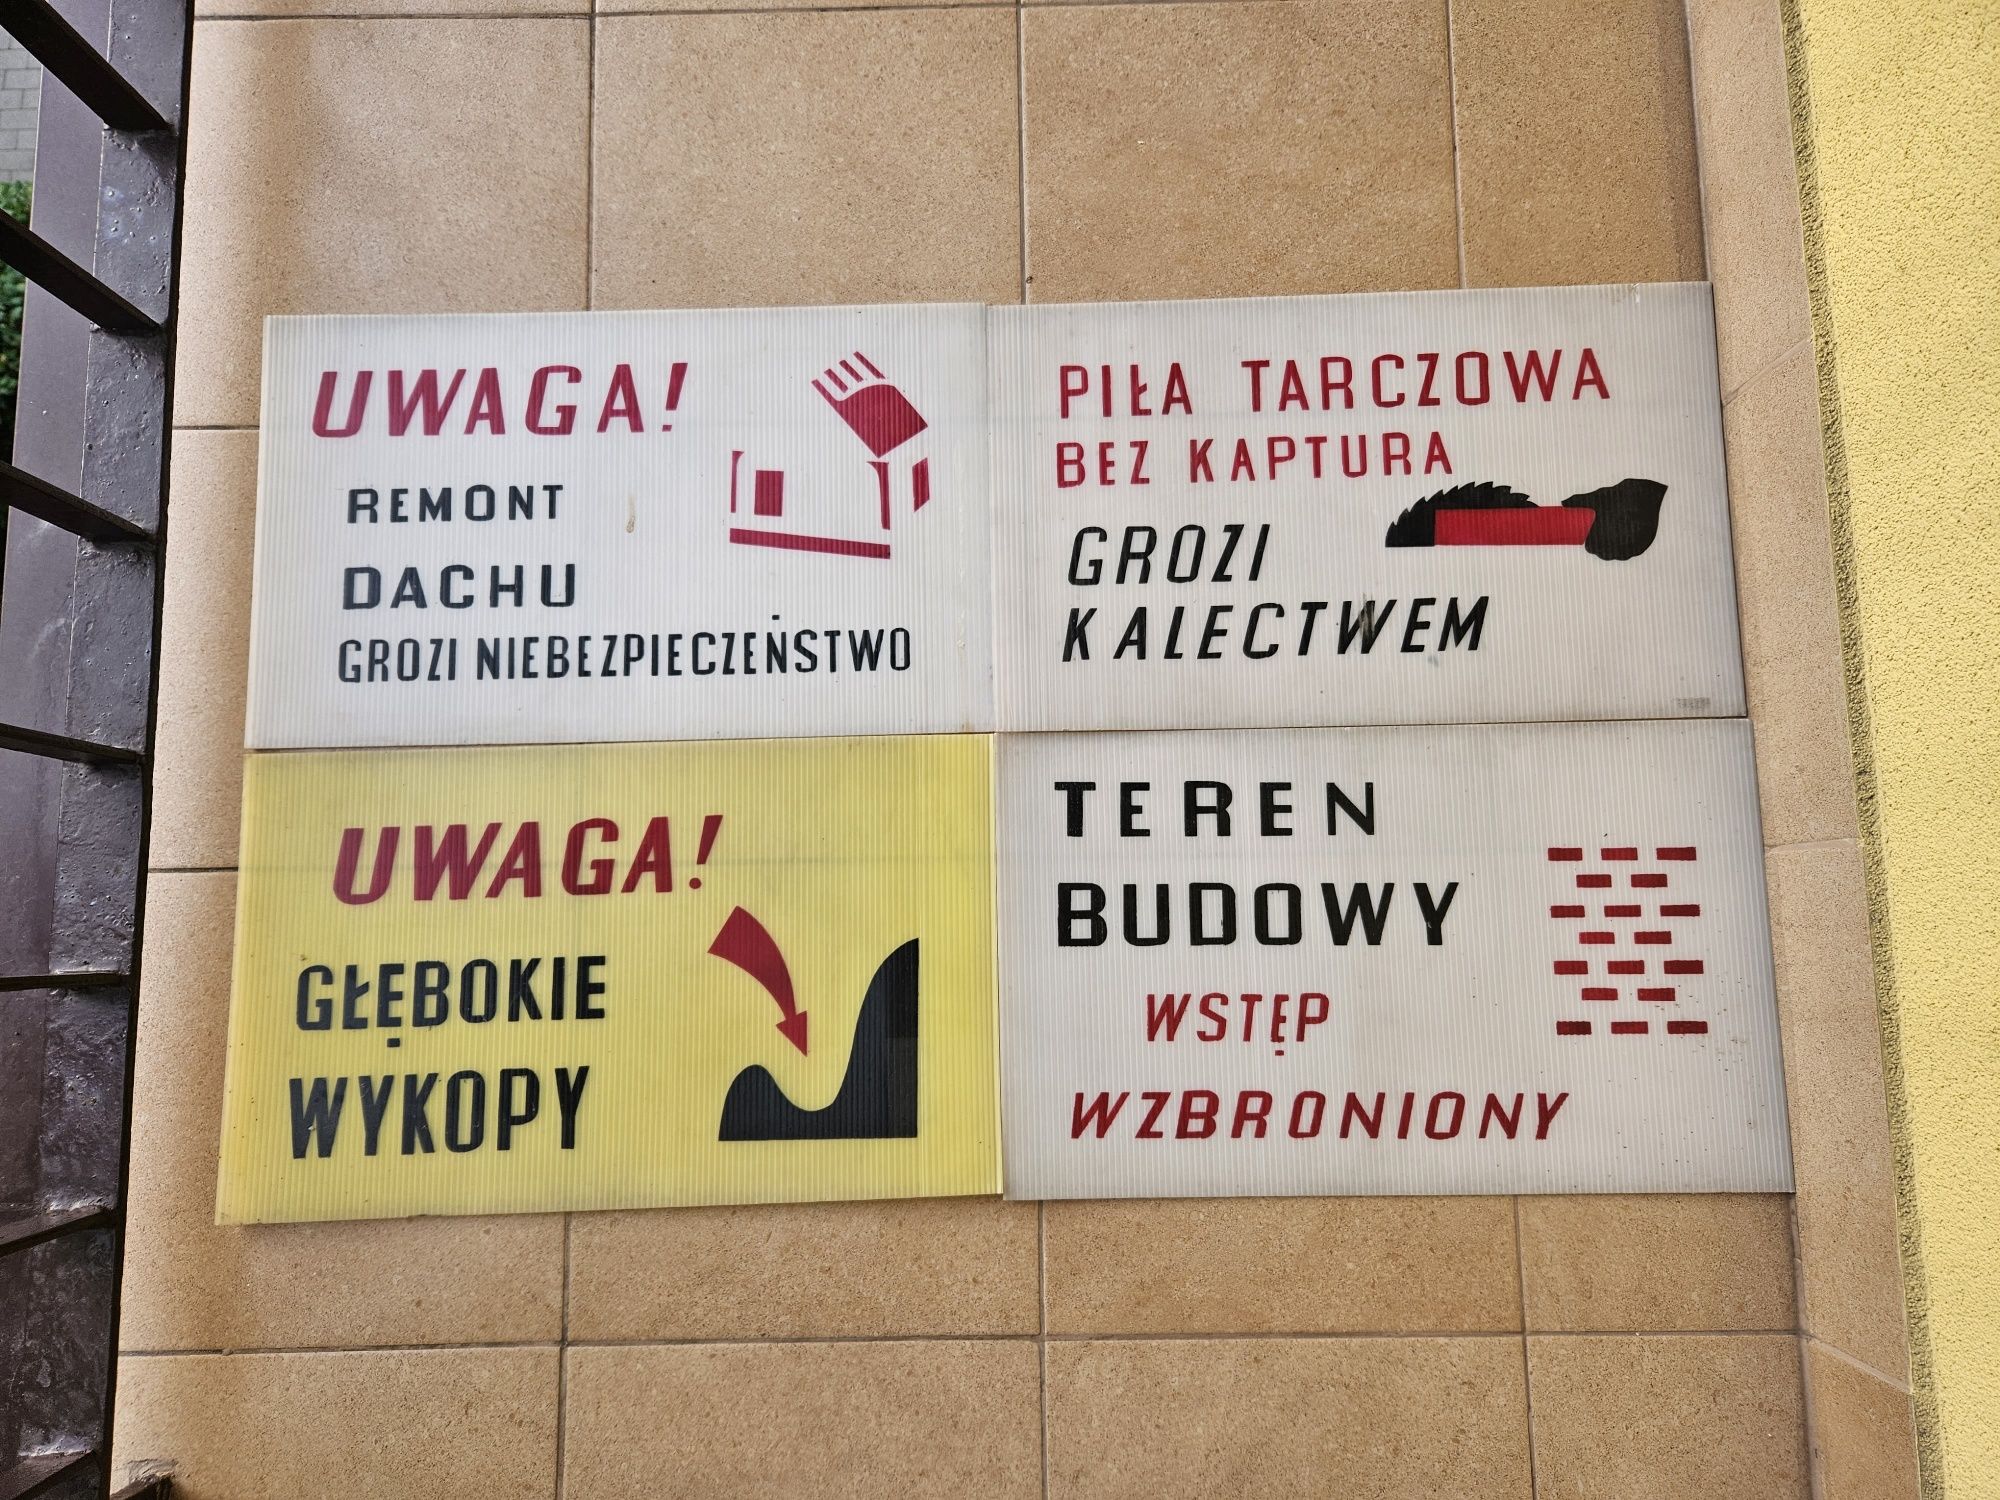 UWAGA!
REMONT
DACHU
GROZI NIEBEZPIECZEŃSTWO
PIŁA TARCZOWA
BEZ KAPTURA
GROZI
KALECTWEM
UWAGA!
GŁĘBOKIE
WYKOPY
TEREN
BUDOWY
WSTĘP
WZBRONIONY